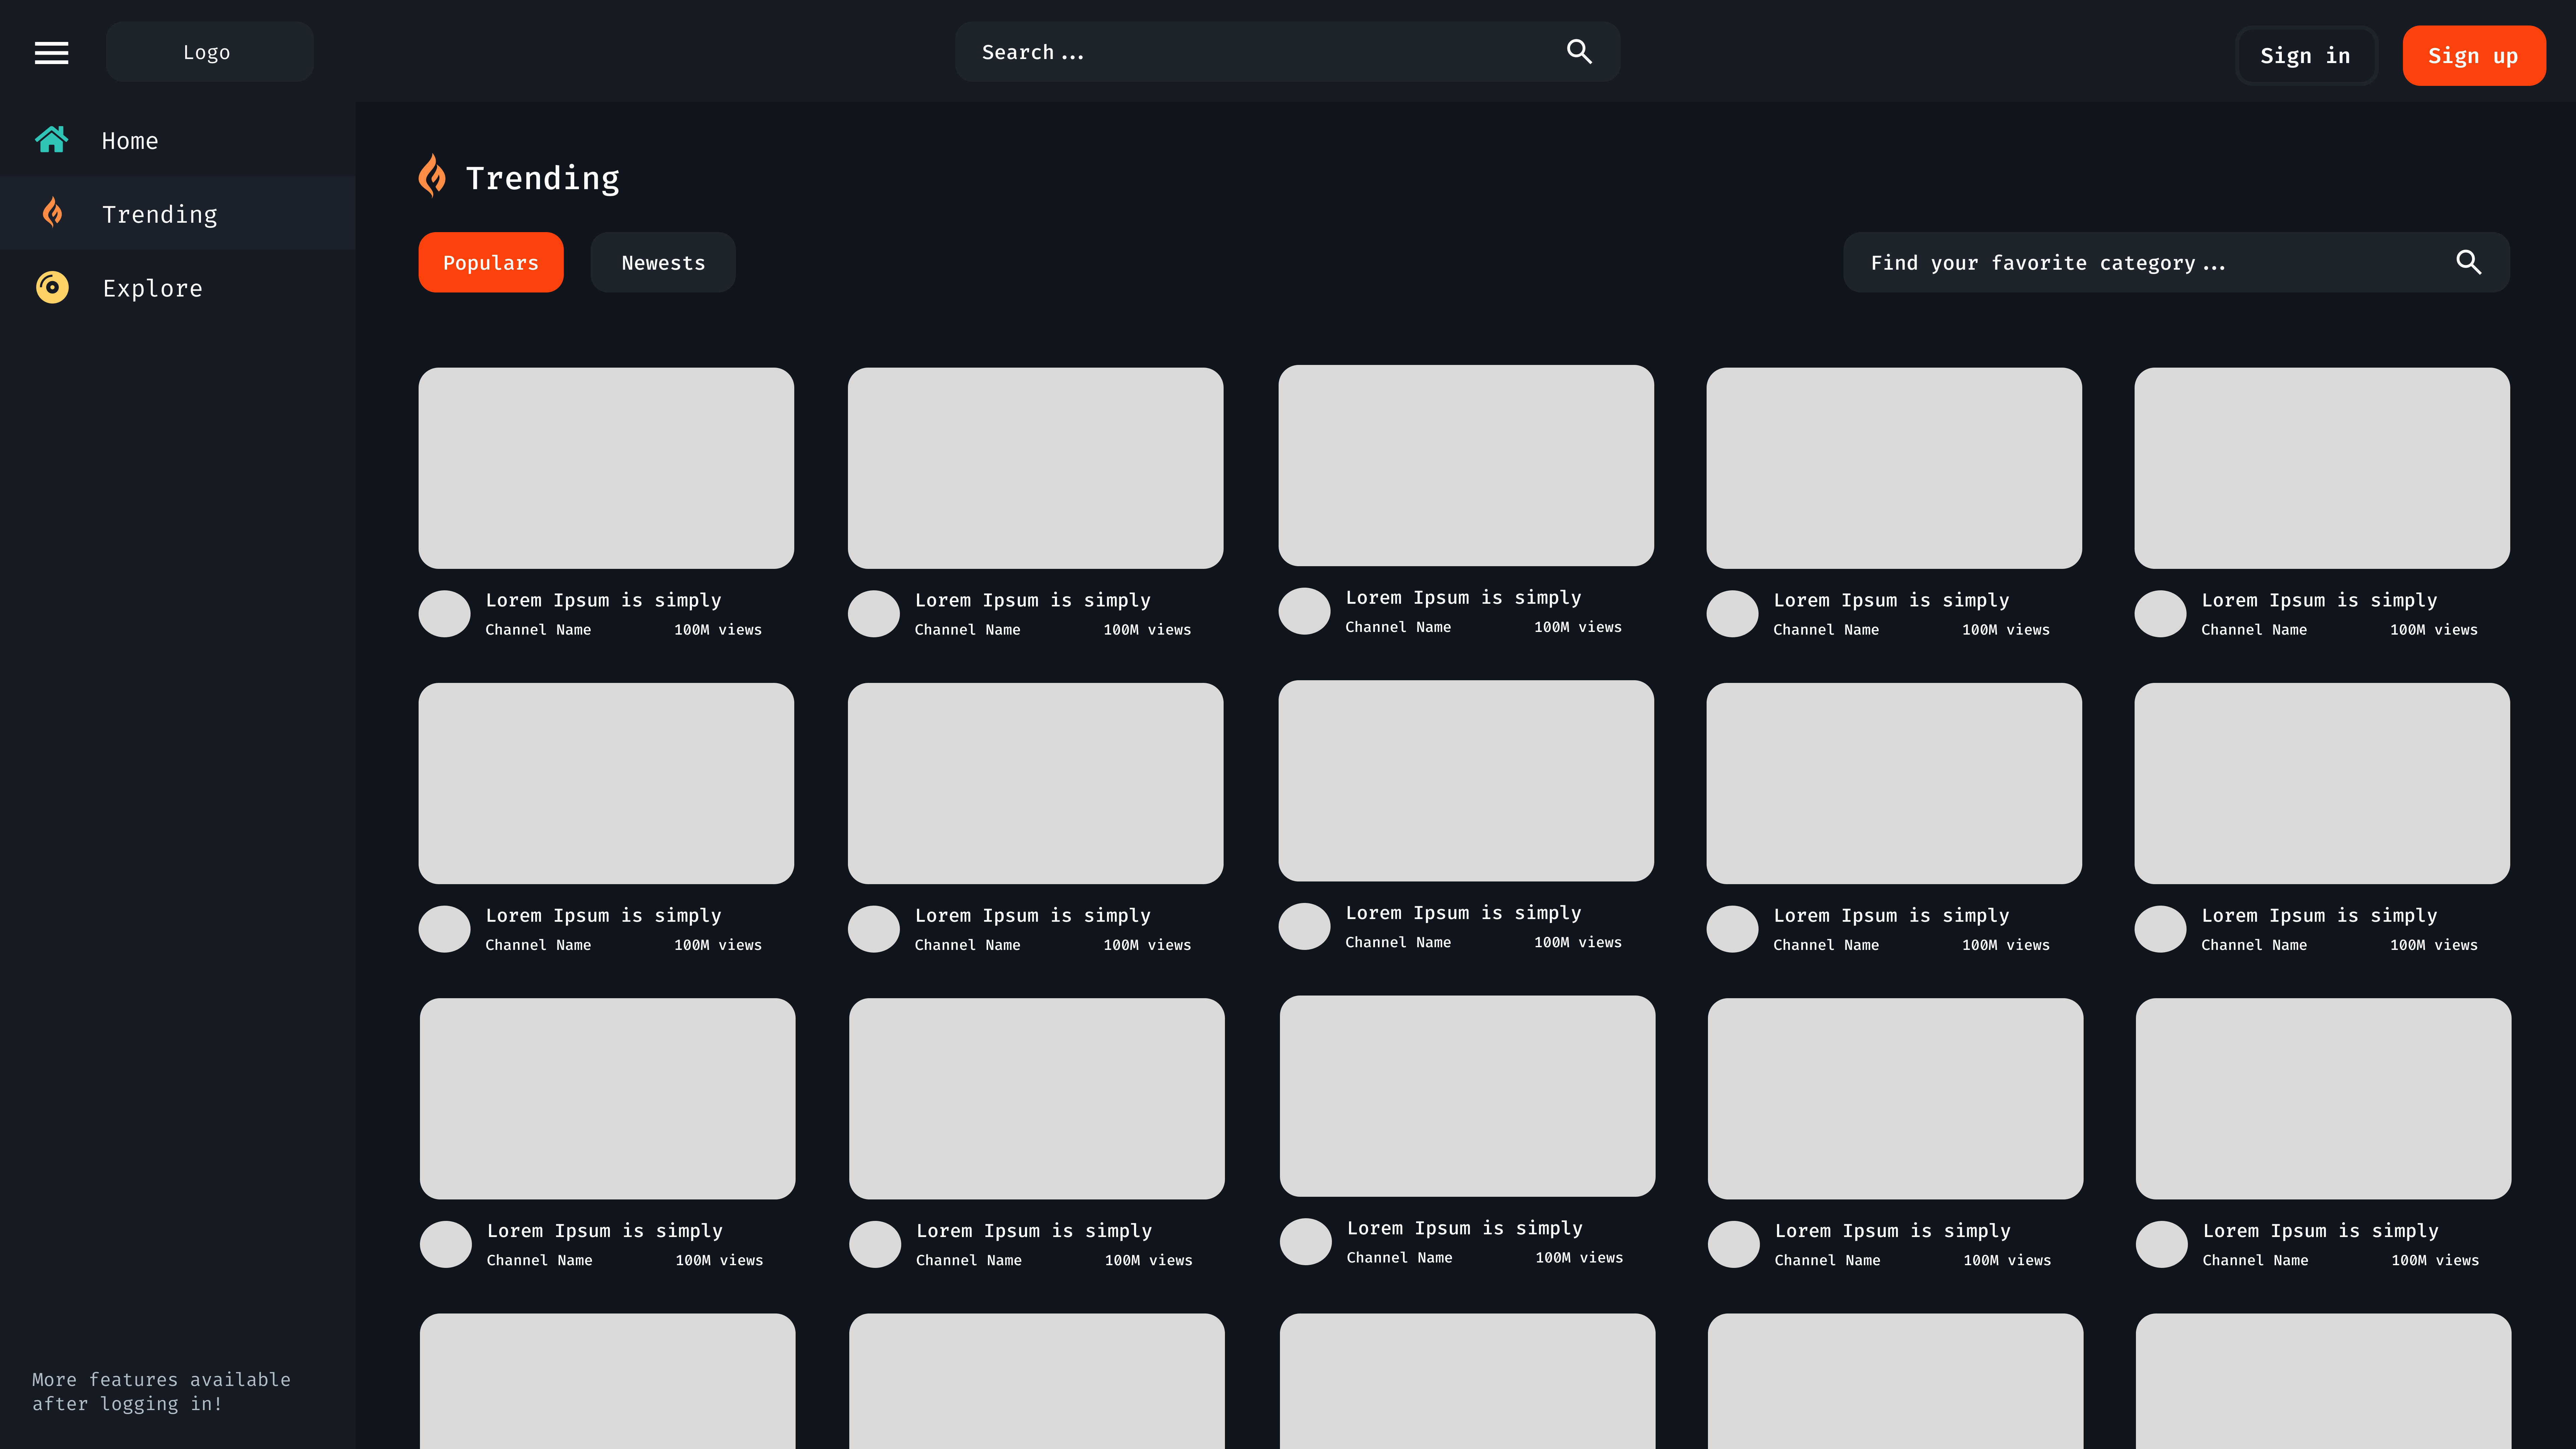 Logo
Search...
Sign in
Sign up
Home
Trending
Explore
Trending
Populars
Newests
Find your favorite category...
Lorem Ipsum is simply
Channel Name 100M views
Lorem Ipsum is simply
Channel Name 100M views
Lorem Ipsum is simply
Channel Name 100M views
Lorem Ipsum is simply
Channel Name 100M views
Lorem Ipsum is simply
Channel Name 100M views
Lorem Ipsum is simply
Channel Name 100M views
Lorem Ipsum is simply
Channel Name 100M views
Lorem Ipsum is simply
Channel Name 100M views
Lorem Ipsum is simply
Channel Name 100M views
Lorem Ipsum is simply
Channel Name 100M views
Lorem Ipsum is simply
Channel Name 100M views
Lorem Ipsum is simply
Channel Name 100M views
Lorem Ipsum is simply
Channel Name 100M views
Lorem Ipsum is simply
Channel Name 100M views
Lorem Ipsum is simply
Channel Name 100M views
More features available
after logging in!